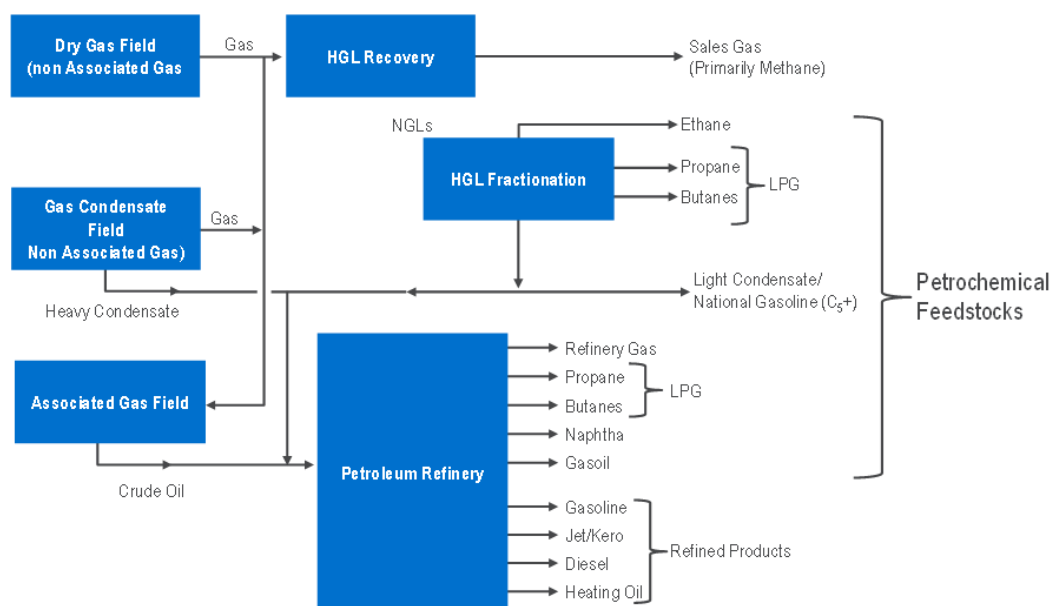 Dry Gas Field
(non Associated Gas
Gas
HGL Recovery
Sales Gas
(Primarily Methane)
NGLs
Ethane
HGL Fractionation
Propane
Butanes
LPG
Gas Condensate
Field
Non Associated Gas)
Gas
Heavy Condensate
Light Condensate/
National Gasoline (C₅+)
Petrochemical
Feedstocks
Associated Gas Field
Crude Oil
Petroleum Refinery
Refinery Gas
Propane
Butanes
LPG
Naphtha
Gasoil
Gasoline
Jet/Kero
Diesel
Heating Oil
Refined Products